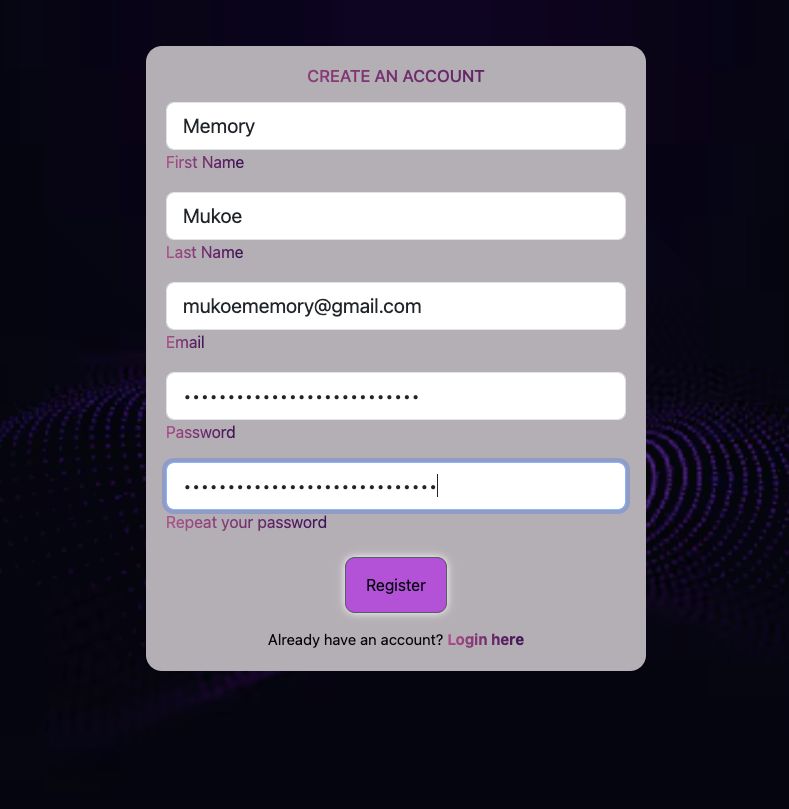 CREATE AN ACCOUNT
Memory
First Name
Mukoe
Last Name
mukoememory@gmail.com
Email
•••••••••••••••••••••••••••
Password
•••••••••••••••••••••••••••••
Repeat your password
Register
Already have an account? Login here